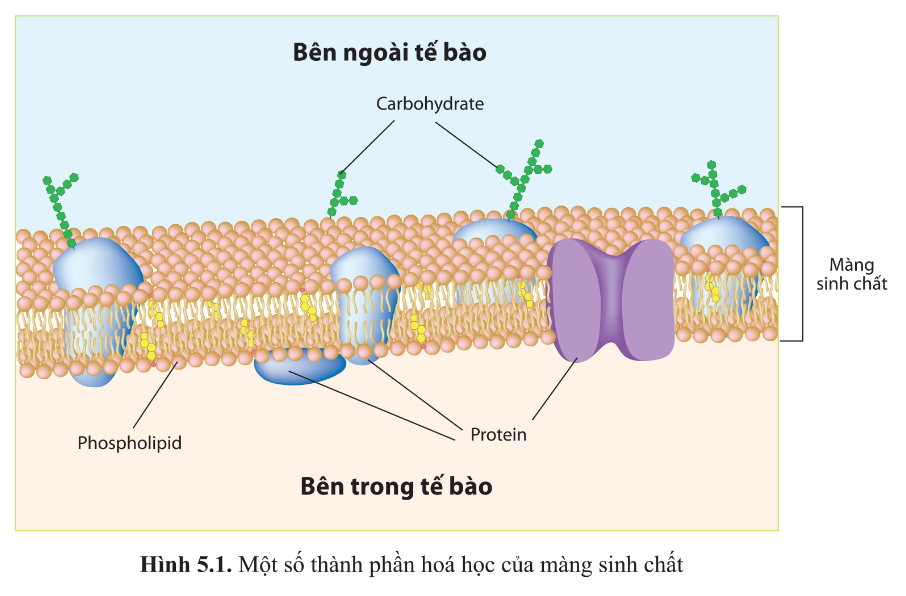 Bên ngoài tế bào
Carbohydrate
Màng
sinh chất
Phospholipid
Protein
Bên trong tế bào
Hình 5.1. Một số thành phần hoá học của màng sinh chất